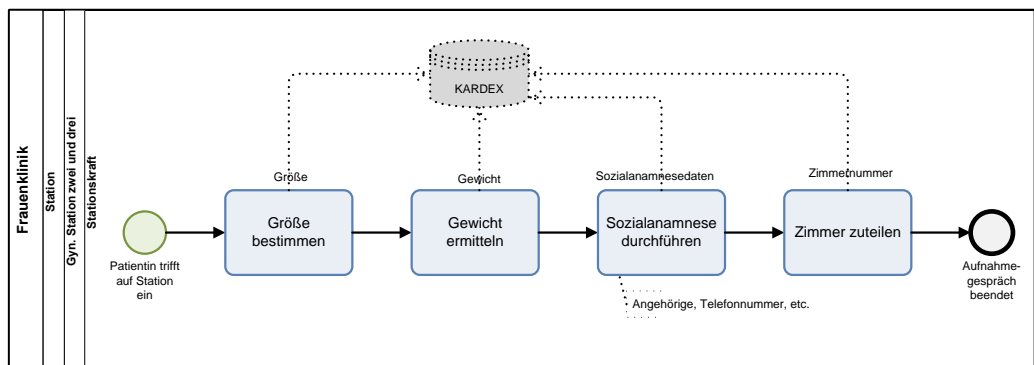 Frauenklinik
Station
Gyn. Station zwei und drei
Stationskraft
KARDEX
Größe
Gewicht
Sozialanamnesedaten
Zimmernummer
Größe
bestimmen
Gewicht
ermitteln
Sozialanamnese
durchführen
Zimmer zuteilen
Patientin trifft
auf Station
ein
Aufnahme-
gespräch
beendet
Angehörige, Telefonnummer, etc.